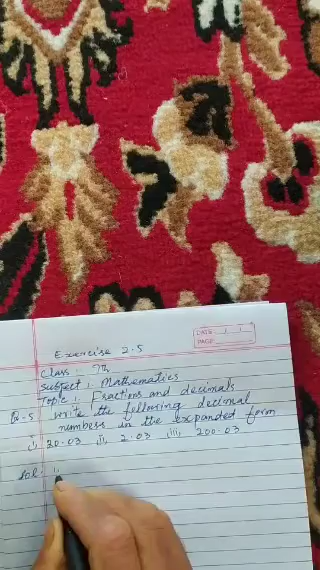 DATE
PAGE
Exercise 2.5
Class : 7th
Subject : Mathematics
Topic : Fractions and decimals
Q.5 Write the following decimal
numbers in the expanded form
i) 20.03 ii) 2.03 iii) 200.03
Sol: i)